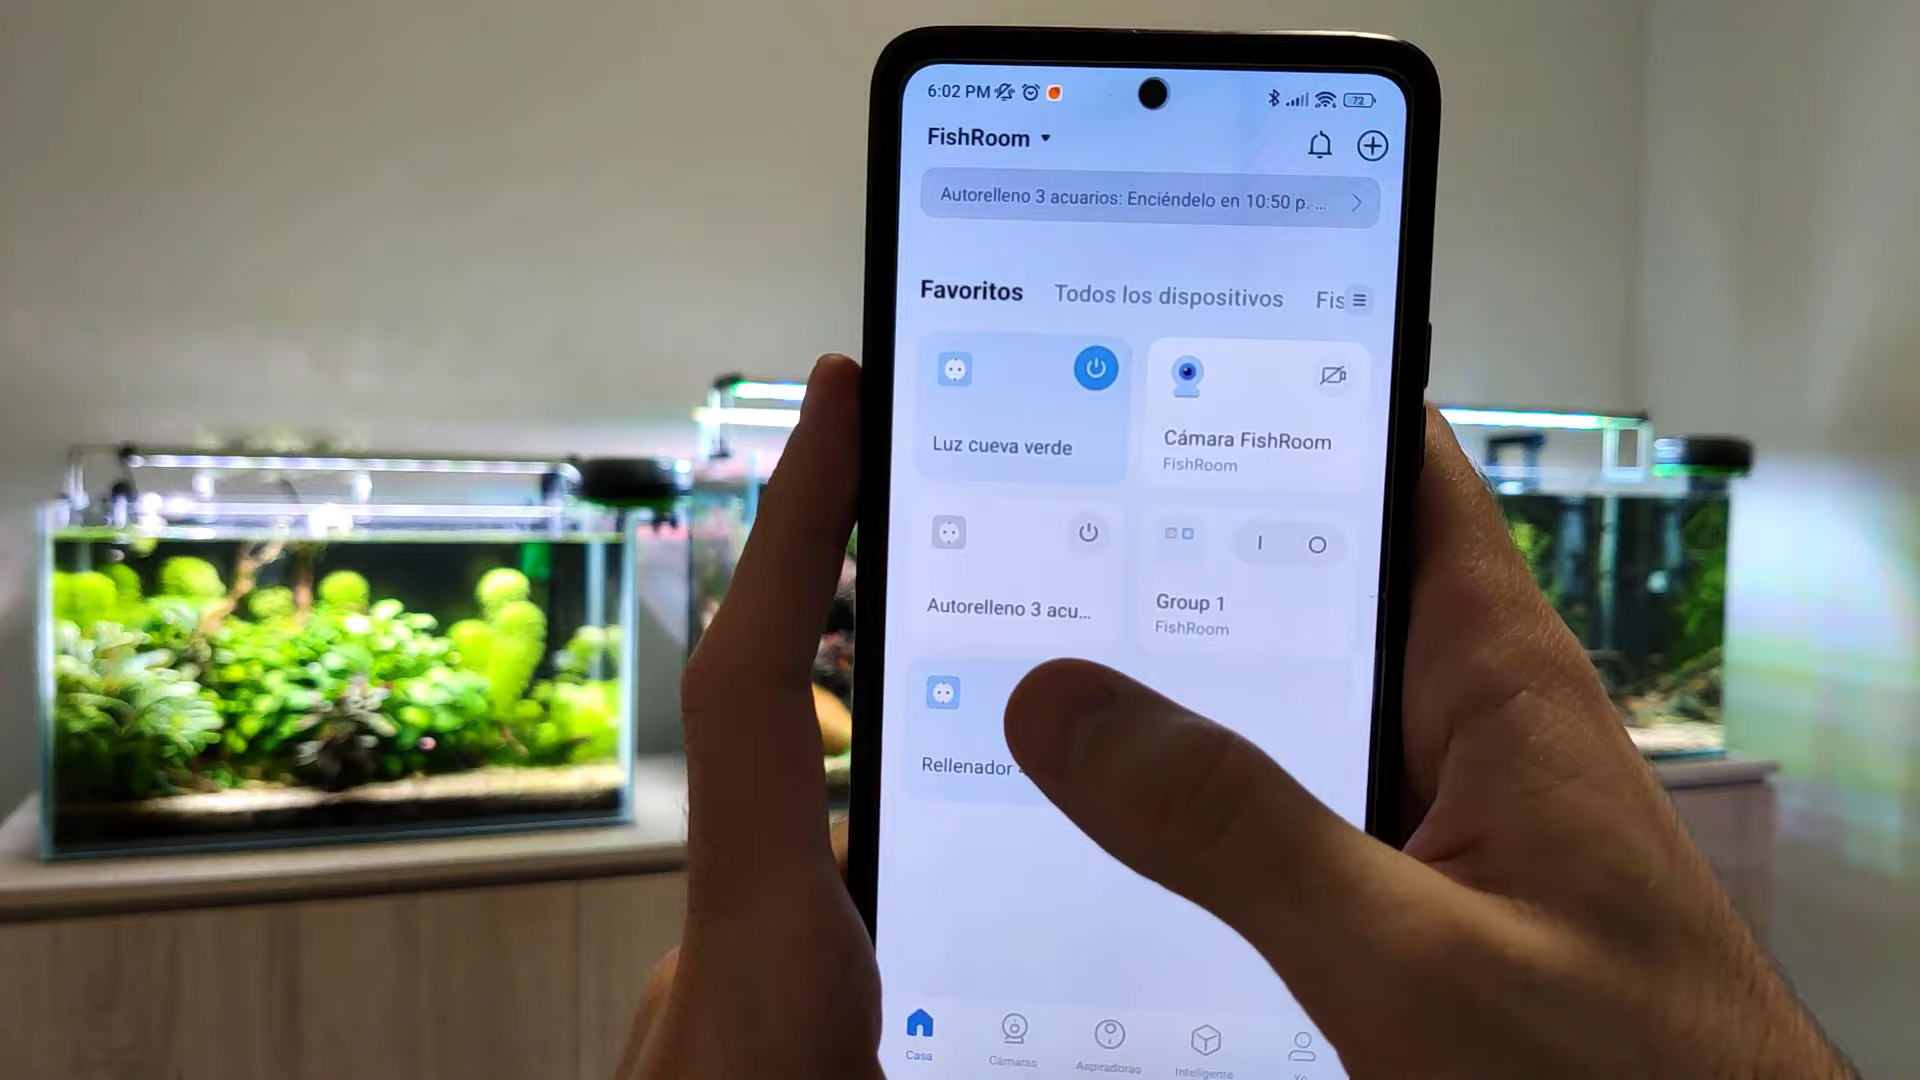 6:02 PM
72
FishRoom
Autorelleno 3 acuarios: Enciéndelo en 10:50 p. ...
Favoritos Todos los dispositivos Fis
Luz cueva verde
Cámara FishRoom
FishRoom
Autorelleno 3 acu...
Group 1
FishRoom
Rellenador
Casa Cámaras Aspiradoras Inteligente